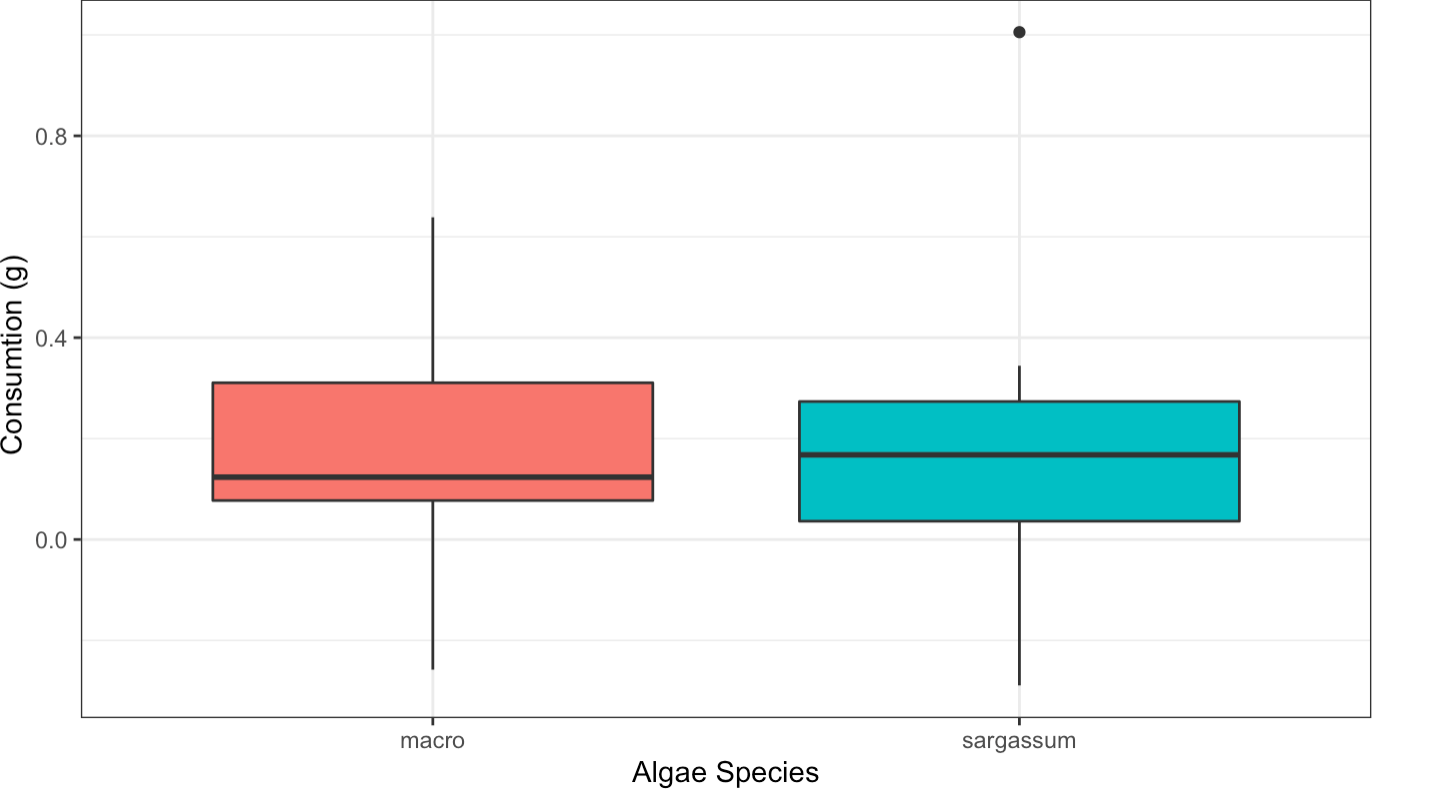 Consumtion (g)
0.8
0.4
0.0
macro
sargassum
Algae Species